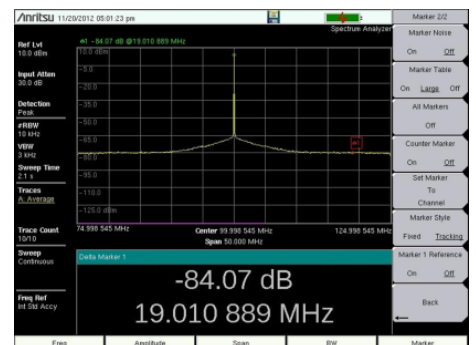 Anritsu 11/20/2012 05:01:23 pm
Spectrum Analyzer
Marker 2/2
Ref Lvl
10.0 dBm
Input Atten
30.0 dB
Detection
Peak
#RBW
10 kHz
VBW
3 kHz
Sweep Time
2.1 s
Traces
A: Average
Trace Count
10/10
Sweep
Continuous
Freq Ref
Int Std Accy
-84.07 dB @19.010 889 MHz
10.0 dBm
-5.0
-20.0
-35.0
-50.0
-65.0
-80.0
-95.0
-110.0
-125.0 dBm
74.998 545 MHz
Center 99.998 545 MHz
124.998 545 MHz
Span 50.000 MHz
Delta Marker 1
-84.07 dB
19.010 889 MHz
Marker Noise
On Off
Marker Table
On Large Off
All Markers
Off
Counter Marker
On Off
Set Marker
To
Channel
Marker Style
Fixed Tracking
Marker 1 Reference
On Off
Back
Freq Amplitude Span BW Marker